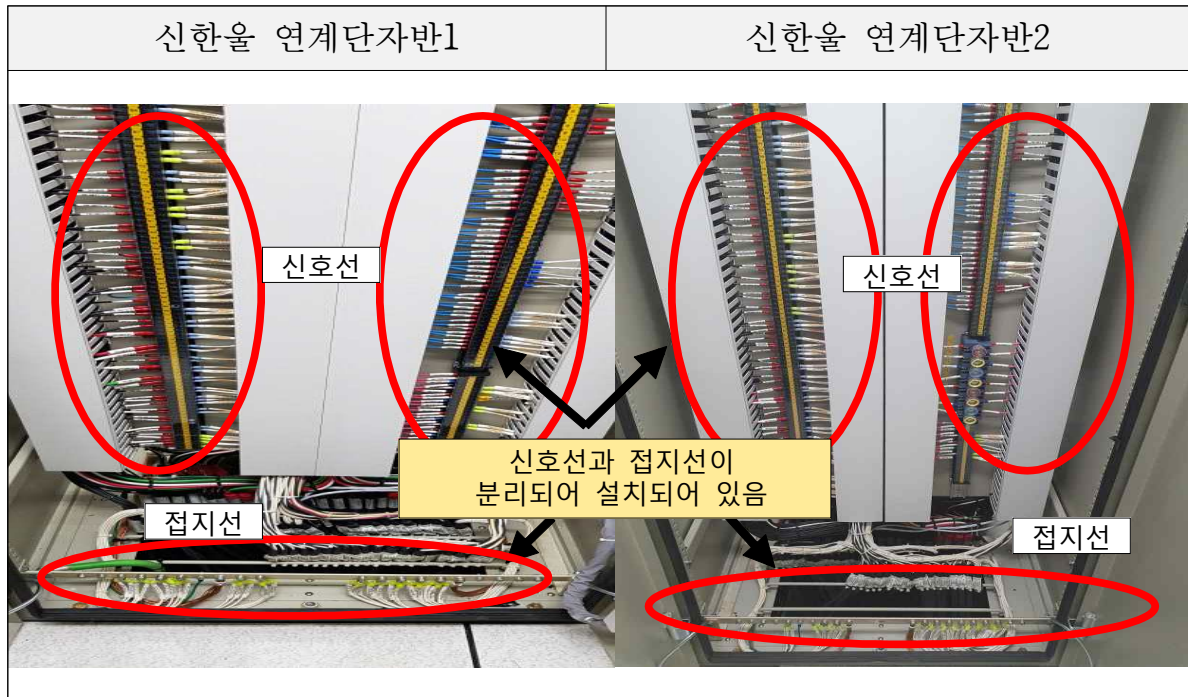 신한울 연계단자반1
신한울 연계단자반2
신호선
신호선
신호선과 접지선이
분리되어 설치되어 있음
접지선
접지선